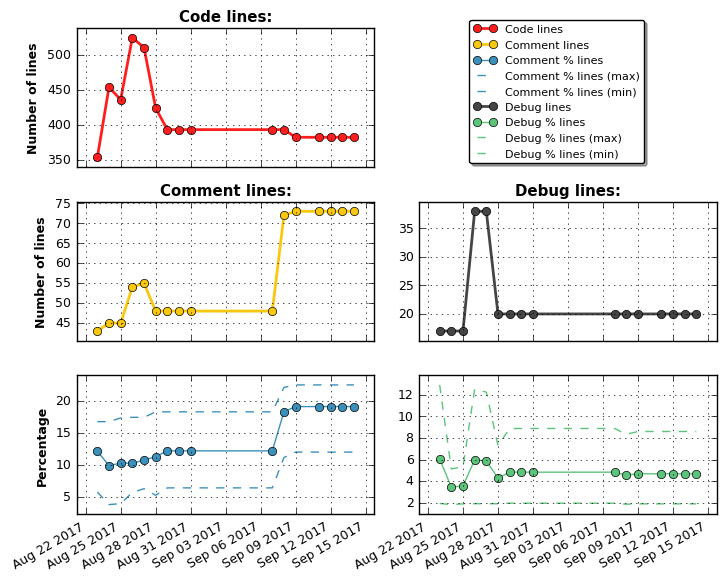 Code lines:
Number of lines
500
450
400
350
Code lines
Comment lines
Comment % lines
Comment % lines (max)
Comment % lines (min)
Debug lines
Debug % lines
Debug % lines (max)
Debug % lines (min)
Comment lines:
Number of lines
75
70
65
60
55
50
45
Debug lines:
35
30
25
20
Percentage
20
15
10
5
Aug 22 2017
Aug 25 2017
Aug 28 2017
Aug 31 2017
Sep 03 2017
Sep 06 2017
Sep 09 2017
Sep 12 2017
Sep 15 2017
12
10
8
6
4
2
Aug 22 2017
Aug 25 2017
Aug 28 2017
Aug 31 2017
Sep 03 2017
Sep 06 2017
Sep 09 2017
Sep 12 2017
Sep 15 2017